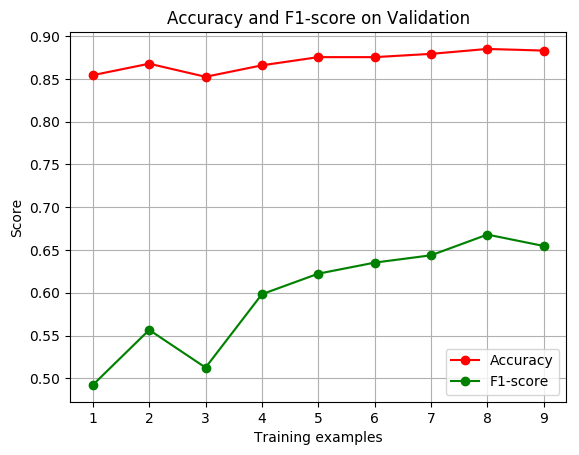 Accuracy and F1-score on Validation
0.90
0.85
0.80
0.75
0.70
0.65
0.60
0.55
0.50
Score
Accuracy
F1-score
1 2 3 4 5 6 7 8 9
Training examples